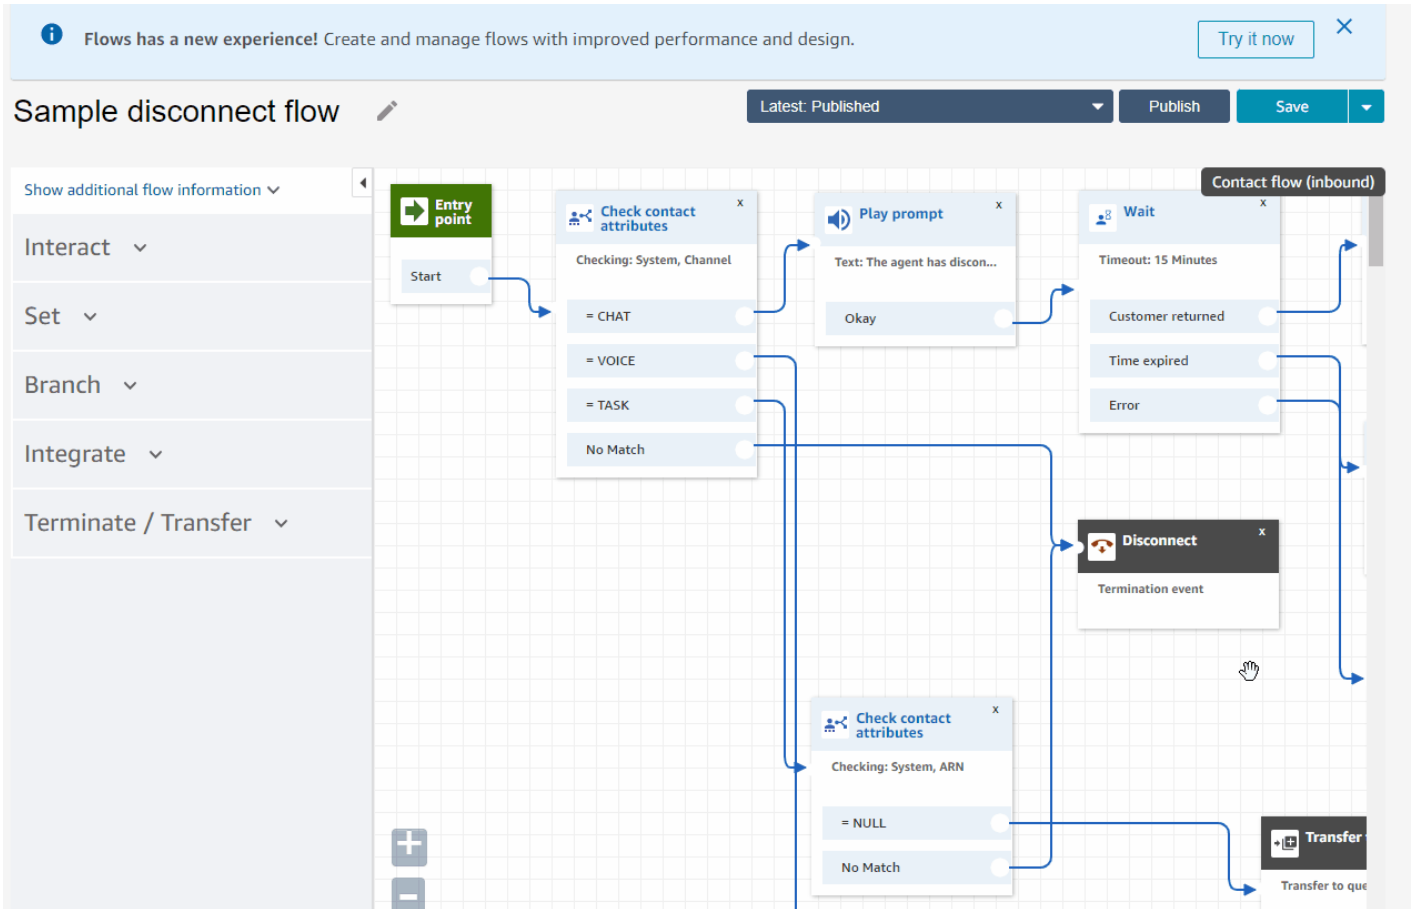 Flows has a new experience! Create and manage flows with improved performance and design.
Try it now
Sample disconnect flow
Latest: Published
Publish
Save
Show additional flow information
Contact flow (inbound)
Interact
Set
Branch
Integrate
Terminate / Transfer
Entry
point
Start
Check contact
attributes
x
Checking: System, Channel
= CHAT
= VOICE
= TASK
No Match
Play prompt
x
Text: The agent has discon...
Okay
Wait
x
Timeout: 15 Minutes
Customer returned
Time expired
Error
Disconnect
x
Termination event
Check contact
attributes
x
Checking: System, ARN
= NULL
No Match
Transfer
Transfer to que